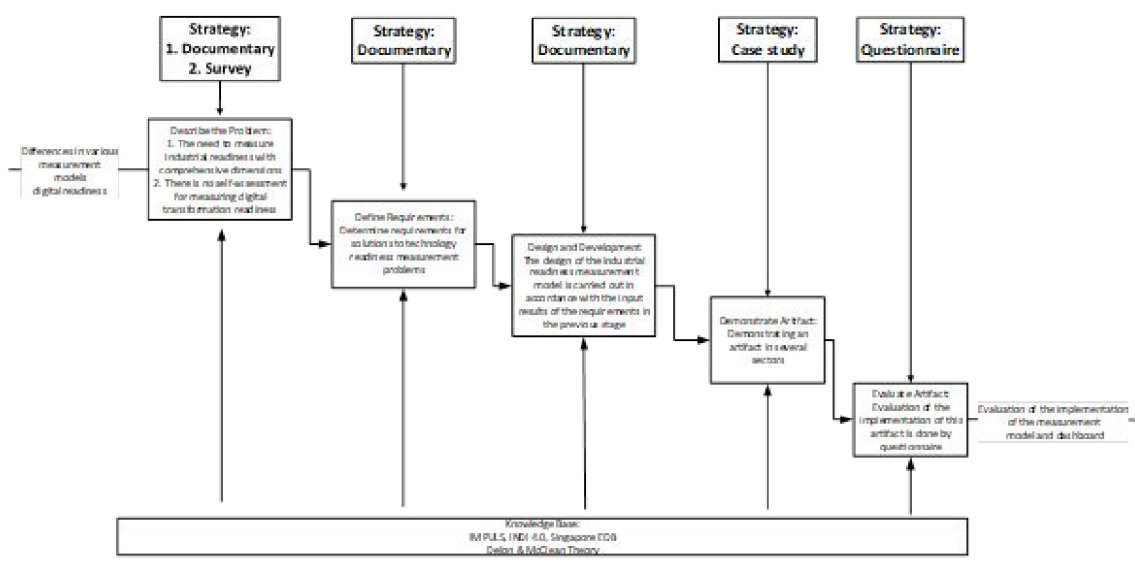 Strategy:
1. Documentary
2. Survey
Strategy:
Documentary
Strategy:
Documentary
Strategy:
Case study
Strategy:
Questionnaire
Differences in various
measurement
models
digital readiness
Describe the Problem:
1. The need to measure
industrial readiness with
comprehensive dimensions
2. There is no self-assessment
for measuring digital
transformation readiness
Define Requirements:
Determine requirements for
solutions to technology
readiness measurement
problems
Design and Development
The design of the industrial
readiness measurement
model is carried out in
accordance with the input
results of the requirements in
the previous stage
Demonstrate Artifact:
Demonstrating an
artifact in several
sectors
Evaluate Artifact:
Evaluation of the
implementation of this
artifact is done by
questionnaire
Evaluation of the implementation
of the measurement
model and dashboard
Knowledge Base:
IMPULS, INDI 4.0, Singapore EDB
Delon & McClean Theory